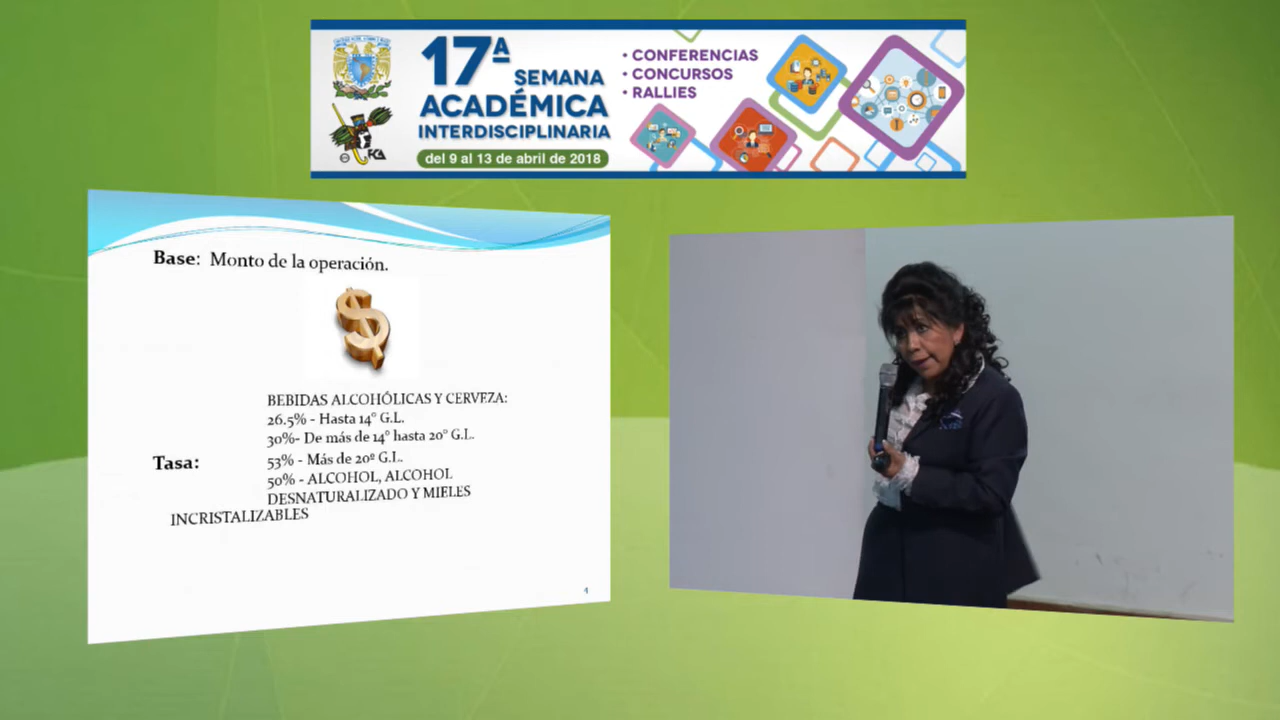 17ª
SEMANA
ACADÉMICA
INTERDISCIPLINARIA
del 9 al 13 de abril de 2018
• CONFERENCIAS
• CONCURSOS
• RALLIES
FCA
Base: Monto de la operación.
$
BEBIDAS ALCOHÓLICAS Y CERVEZA:
26.5% - Hasta 14° G.L.
30%- De más de 14° hasta 20° G.L.
Tasa: 53% - Más de 20º G.L.
50% - ALCOHOL, ALCOHOL
DESNATURALIZADO Y MIELES
INCRISTALIZABLES
4